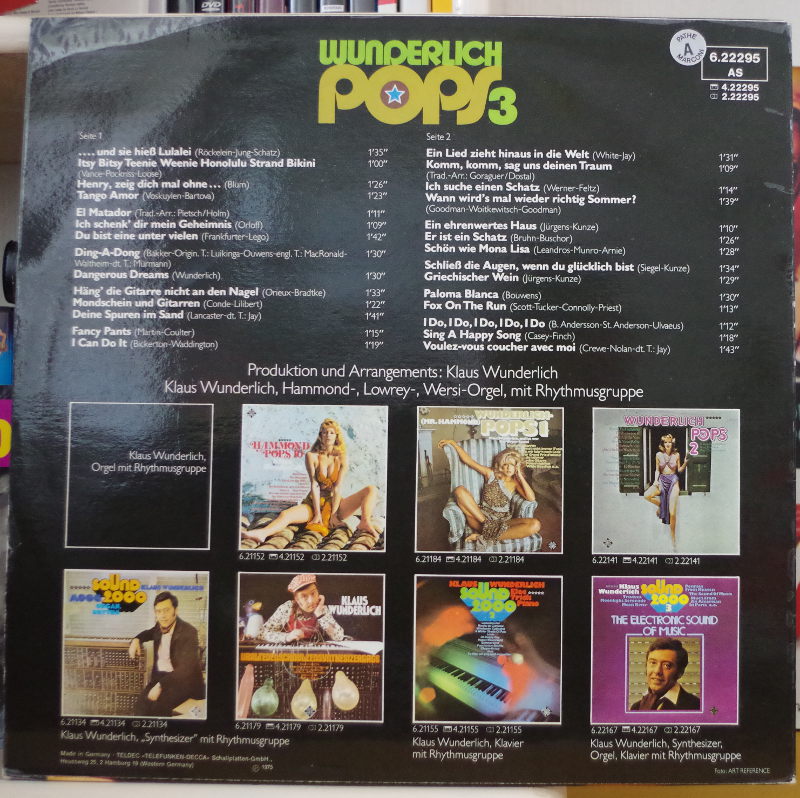 WUNDERLICH
POPS 3
PATHE
A
MARCONI
6.22295
AS
4.22295
2.22295
Seite 1
.... und sie hieß Lulalei (Röckelein-Jung-Schatz) 1'35"
Itsy Bitsy Teenie Weenie Honolulu Strand Bikini
(Vance-Pockriss-Loose) 1'00"
Henry, zeig dich mal ohne ... (Blum) 1'26"
Tango Amor (Voskuylen-Bartova) 1'23"
El Matador (Trad.-Arr.: Pietsch/Holm) 1'11"
Ich schenk' dir mein Geheimnis (Orloff) 1'09"
Du bist eine unter vielen (Frankfurter-Lego) 1'42"
Ding-A-Dong (Bakker-Origin. T.: Luikinga-Ouwens-engl. T.: MacRonald- 1'30"
Waltheim-dt. T.: Mürmann)
Dangerous Dreams (Wunderlich) 1'30"
Häng' die Gitarre nicht an den Nagel (Orieux-Bradtke) 1'33"
Mondschein und Gitarren (Conde-Lilibert) 1'22"
Deine Spuren im Sand (Lancaster-dt. T.: Jay) 1'41"
Fancy Pants (Martin-Coulter) 1'15"
I Can Do It (Bickerton-Waddington) 1'19"
Seite 2
Ein Lied zieht hinaus in die Welt (White-Jay) 1'31"
Komm, komm, sag uns deinen Traum 1'09"
(Trad.-Arr.: Goraguer/Dostal)
Ich suche einen Schatz (Werner-Feltz) 1'14"
Wann wird's mal wieder richtig Sommer? 1'39"
(Goodman-Woitkewitsch-Goodman)
Ein ehrenwertes Haus (Jürgens-Kunze) 1'10"
Er ist ein Schatz (Bruhn-Buschor) 1'26"
Schön wie Mona Lisa (Leandros-Munro-Arnie) 1'28"
Schließ die Augen, wenn du glücklich bist (Siegel-Kunze) 1'34"
Griechischer Wein (Jürgens-Kunze) 1'29"
Paloma Blanca (Bouwens) 1'30"
Fox On The Run (Scott-Tucker-Connolly-Priest) 1'13"
I Do, I Do, I Do, I Do, I Do (B. Andersson-St. Anderson-Ulvaeus) 1'12"
Sing A Happy Song (Casey-Finch) 1'18"
Voulez-vous coucher avec moi (Crewe-Nolan-dt. T.: Jay) 1'43"
Produktion und Arrangements: Klaus Wunderlich
Klaus Wunderlich, Hammond-, Lowrey-, Wersi-Orgel, mit Rhythmusgruppe
Klaus Wunderlich,
Orgel mit Rhythmusgruppe
HAMMOND
POPS 10
6.21152 4.21152 2.21152
WUNDERLICH-
(MR. HAMMOND) POPS 1
6.21184 4.21184 2.21184
WUNDERLICH
POPS 2
6.22141 4.22141 2.22141
SOUND KLAUS WUNDERLICH
2000
6.21134 4.21134 2.21134
Klaus Wunderlich, „Synthesizer" mit Rhythmusgruppe
KLAUS
WUNDERLICH
6.21179 4.21179 2.21179
KLAUS WUNDERLICH
SOUND
2000
2
Piano
6.21155 4.21155 2.21155
Klaus Wunderlich, Klavier
mit Rhythmusgruppe
Klaus
Wunderlich
SOUND
2000
3
THE ELECTRONIC SOUND
OF MUSIC
6.22167 4.22167 2.22167
Klaus Wunderlich, Synthesizer,
Orgel, Klavier mit Rhythmusgruppe
Made in Germany · TELDEC »TELEFUNKEN-DECCA« Schallplatten-GmbH.,
Heussweg 25, 2 Hamburg 19 (Western Germany) Ⓟ 1975
Foto: ART REFERENCE
DVD